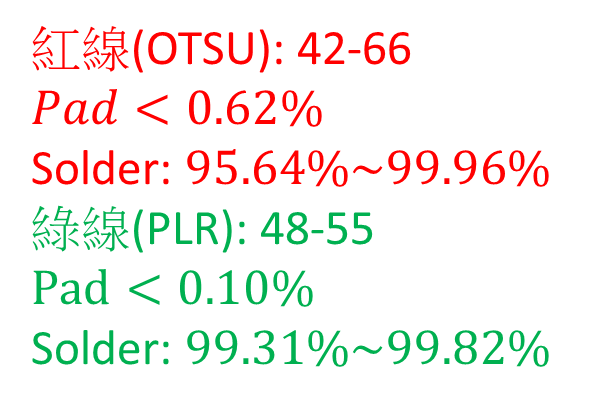 紅線(OTSU): 42-66
Pad < 0.62%
Solder: 95.64%~99.96%
綠線(PLR): 48-55
Pad < 0.10%
Solder: 99.31%~99.82%